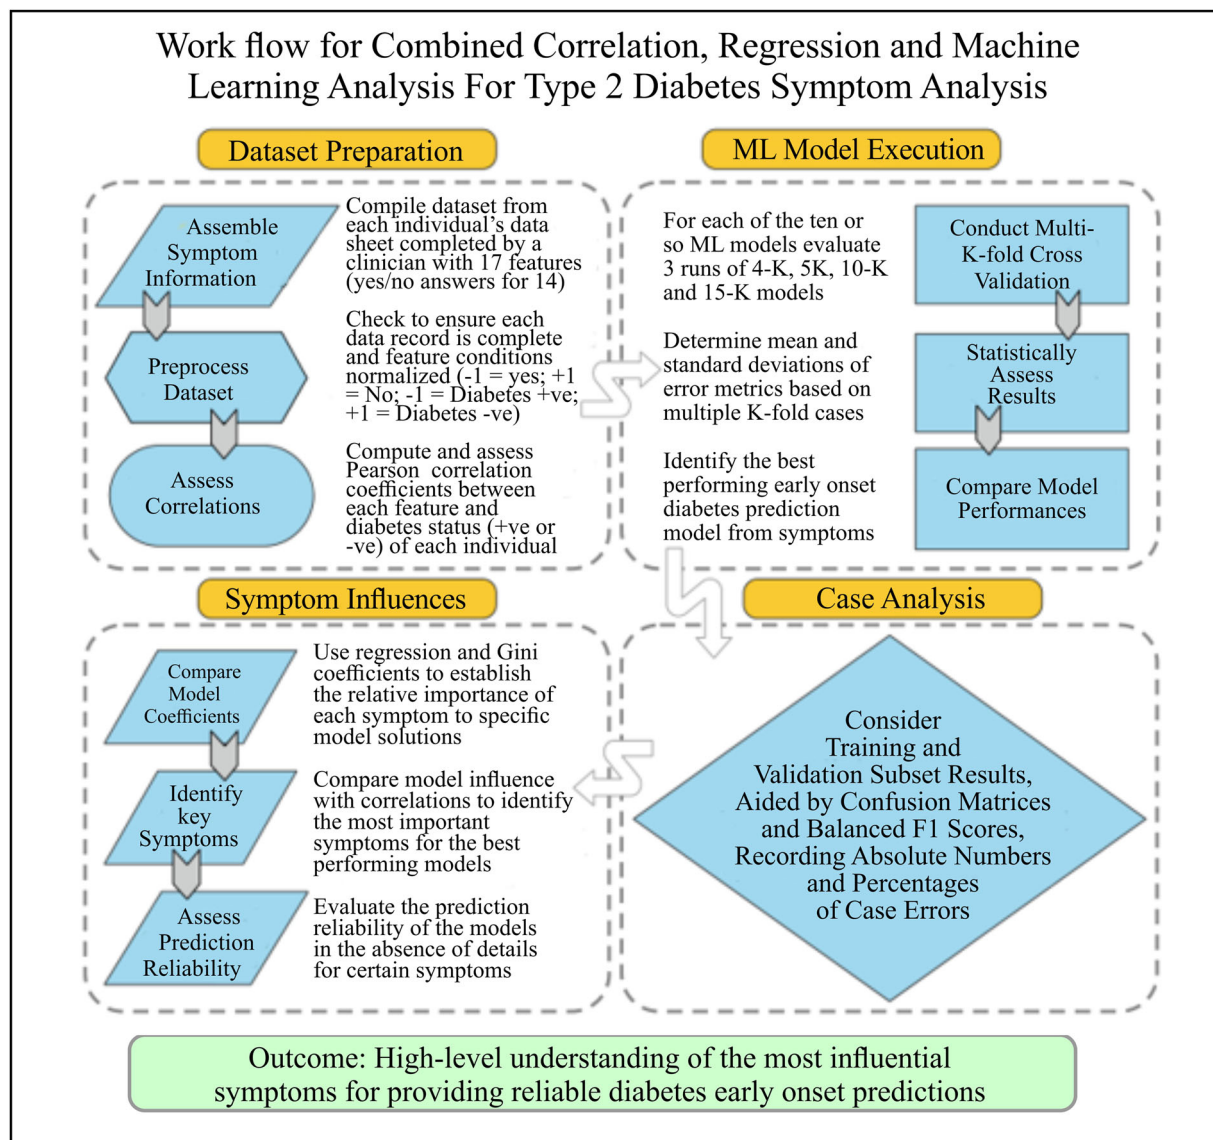 Work flow for Combined Correlation, Regression and Machine
Learning Analysis For Type 2 Diabetes Symptom Analysis
Dataset Preparation
Assemble
Symptom
Information
Compile dataset from
each individual’s data
sheet completed by a
clinician with 17 features
(yes/no answers for 14)
Preprocess
Dataset
Check to ensure each
data record is complete
and feature conditions
normalized (-1 = yes; +1
= No; -1 = Diabetes +ve;
+1 = Diabetes -ve)
Assess
Correlations
Compute and assess
Pearson correlation
coefficients between
each feature and
diabetes status (+ve or
-ve) of each individual
ML Model Execution
For each of the ten or
so ML models evaluate
3 runs of 4-K, 5K, 10-K
and 15-K models
Conduct Multi-
K-fold Cross
Validation
Determine mean and
standard deviations of
error metrics based on
multiple K-fold cases
Statistically
Assess
Results
Identify the best
performing early onset
diabetes prediction
model from symptoms
Compare Model
Performances
Symptom Influences
Compare
Model
Coefficients
Use regression and Gini
coefficients to establish
the relative importance of
each symptom to specific
model solutions
Identify
key
Symptoms
Compare model influence
with correlations to identify
the most important
symptoms for the best
performing models
Assess
Prediction
Reliability
Evaluate the prediction
reliability of the models
in the absence of details
for certain symptoms
Case Analysis
Consider
Training and
Validation Subset Results,
Aided by Confusion Matrices
and Balanced F1 Scores,
Recording Absolute Numbers
and Percentages
of Case Errors
Outcome: High-level understanding of the most influential
symptoms for providing reliable diabetes early onset predictions